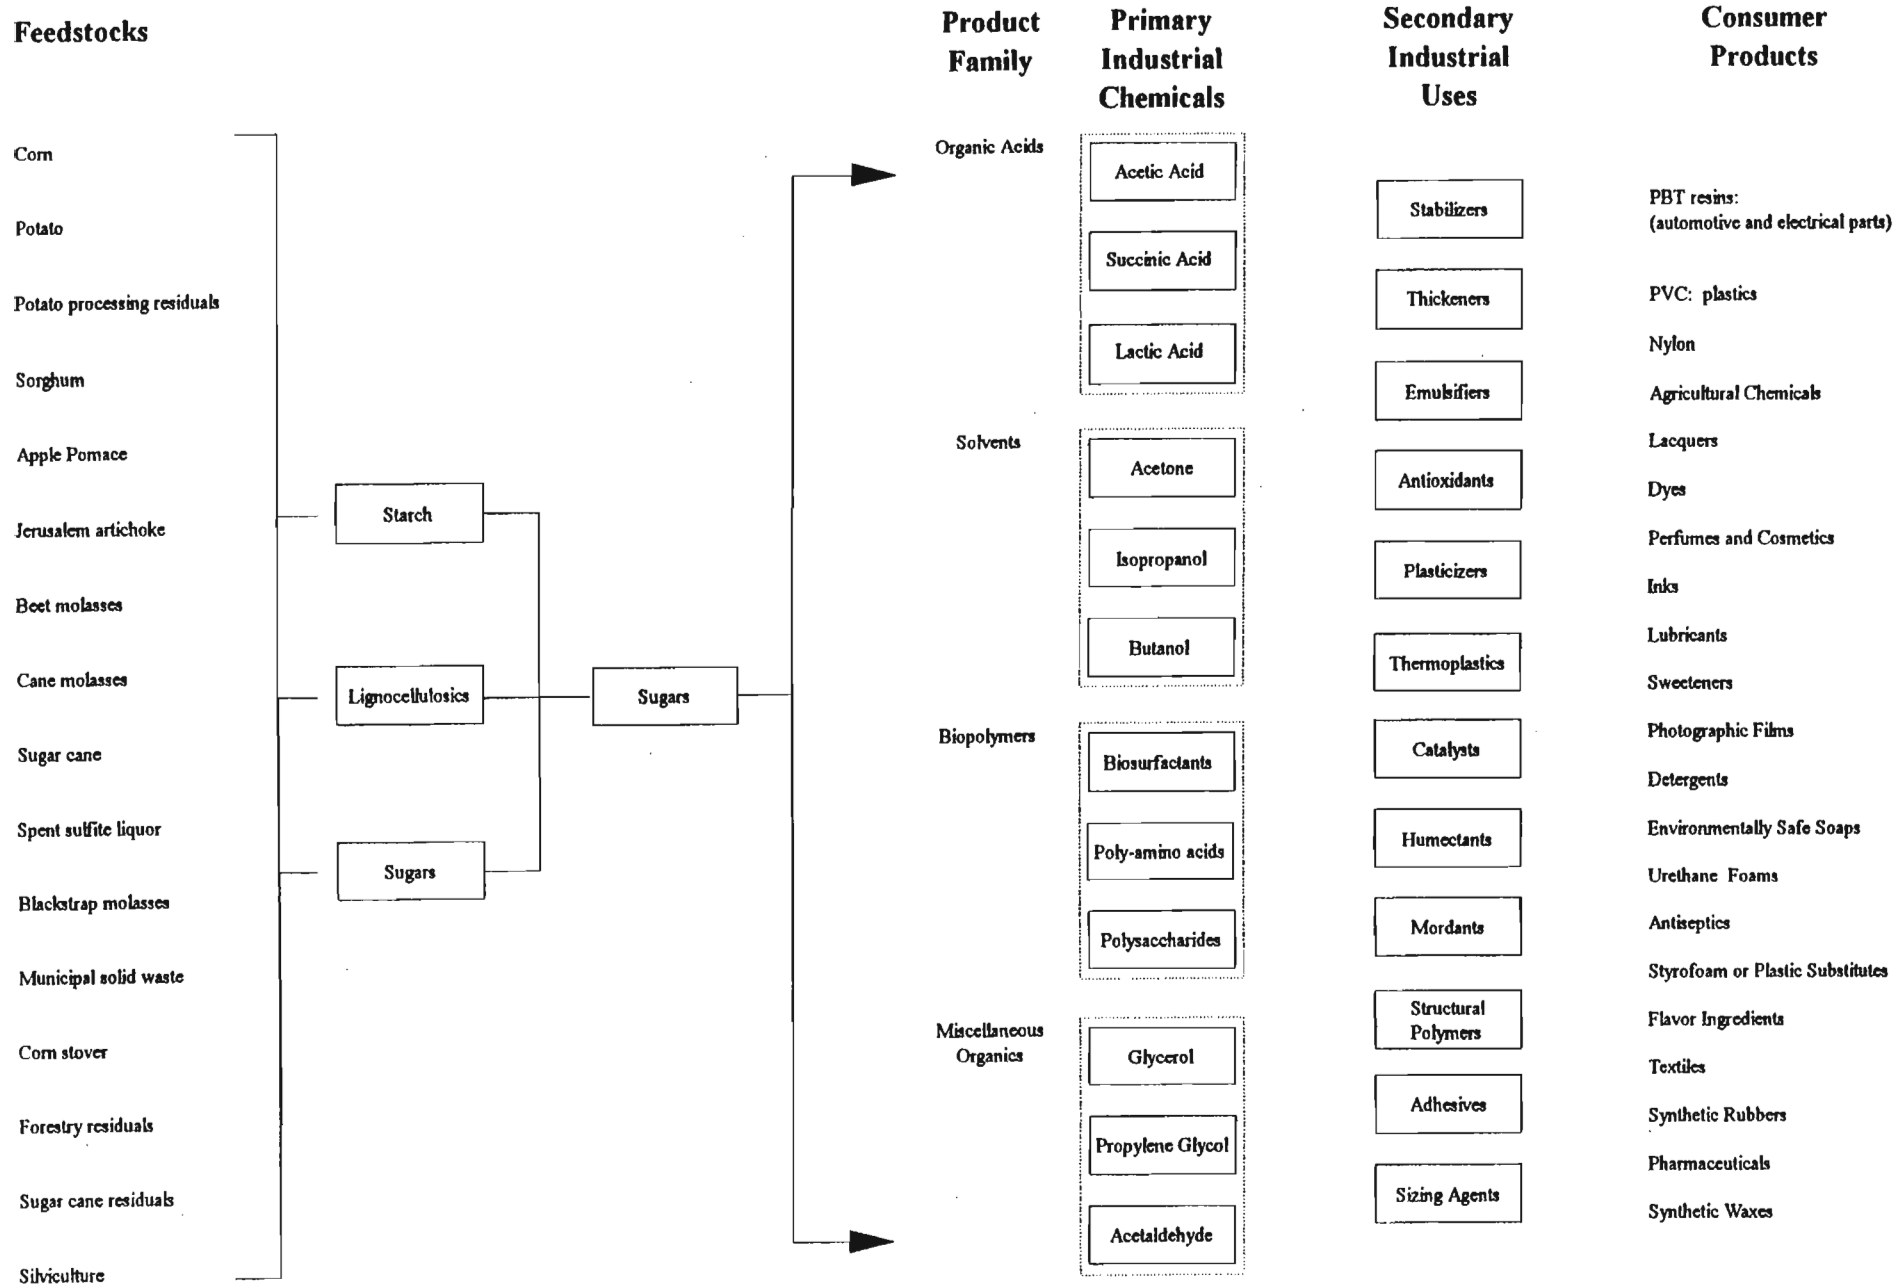 Feedstocks
Corn
Potato
Potato processing residuals
Sorghum
Apple Pomace
Jerusalem artichoke
Beet molasses
Cane molasses
Sugar cane
Spent sulfite liquor
Blackstrap molasses
Municipal solid waste
Corn stover
Forestry residuals
Sugar cane residuals
Silviculture
Starch
Lignocellulosics
Sugars
Sugars
Product
Family
Organic Acids
Solvents
Biopolymers
Miscellaneous
Organics
Primary
Industrial
Chemicals
Acetic Acid
Succinic Acid
Lactic Acid
Acetone
Isopropanol
Butanol
Biosurfactants
Poly-amino acids
Polysaccharides
Glycerol
Propylene Glycol
Acetaldehyde
Secondary
Industrial
Uses
Stabilizers
Thickeners
Emulsifiers
Antioxidants
Plasticizers
Thermoplastics
Catalysts
Humectants
Mordants
Structural
Polymers
Adhesives
Sizing Agents
Consumer
Products
PBT resins:
(automotive and electrical parts)
PVC: plastics
Nylon
Agricultural Chemicals
Lacquers
Dyes
Perfumes and Cosmetics
Inks
Lubricants
Sweeteners
Photographic Films
Detergents
Environmentally Safe Soaps
Urethane Foams
Antiseptics
Styrofoam or Plastic Substitutes
Flavor Ingredients
Textiles
Synthetic Rubbers
Pharmaceuticals
Synthetic Waxes